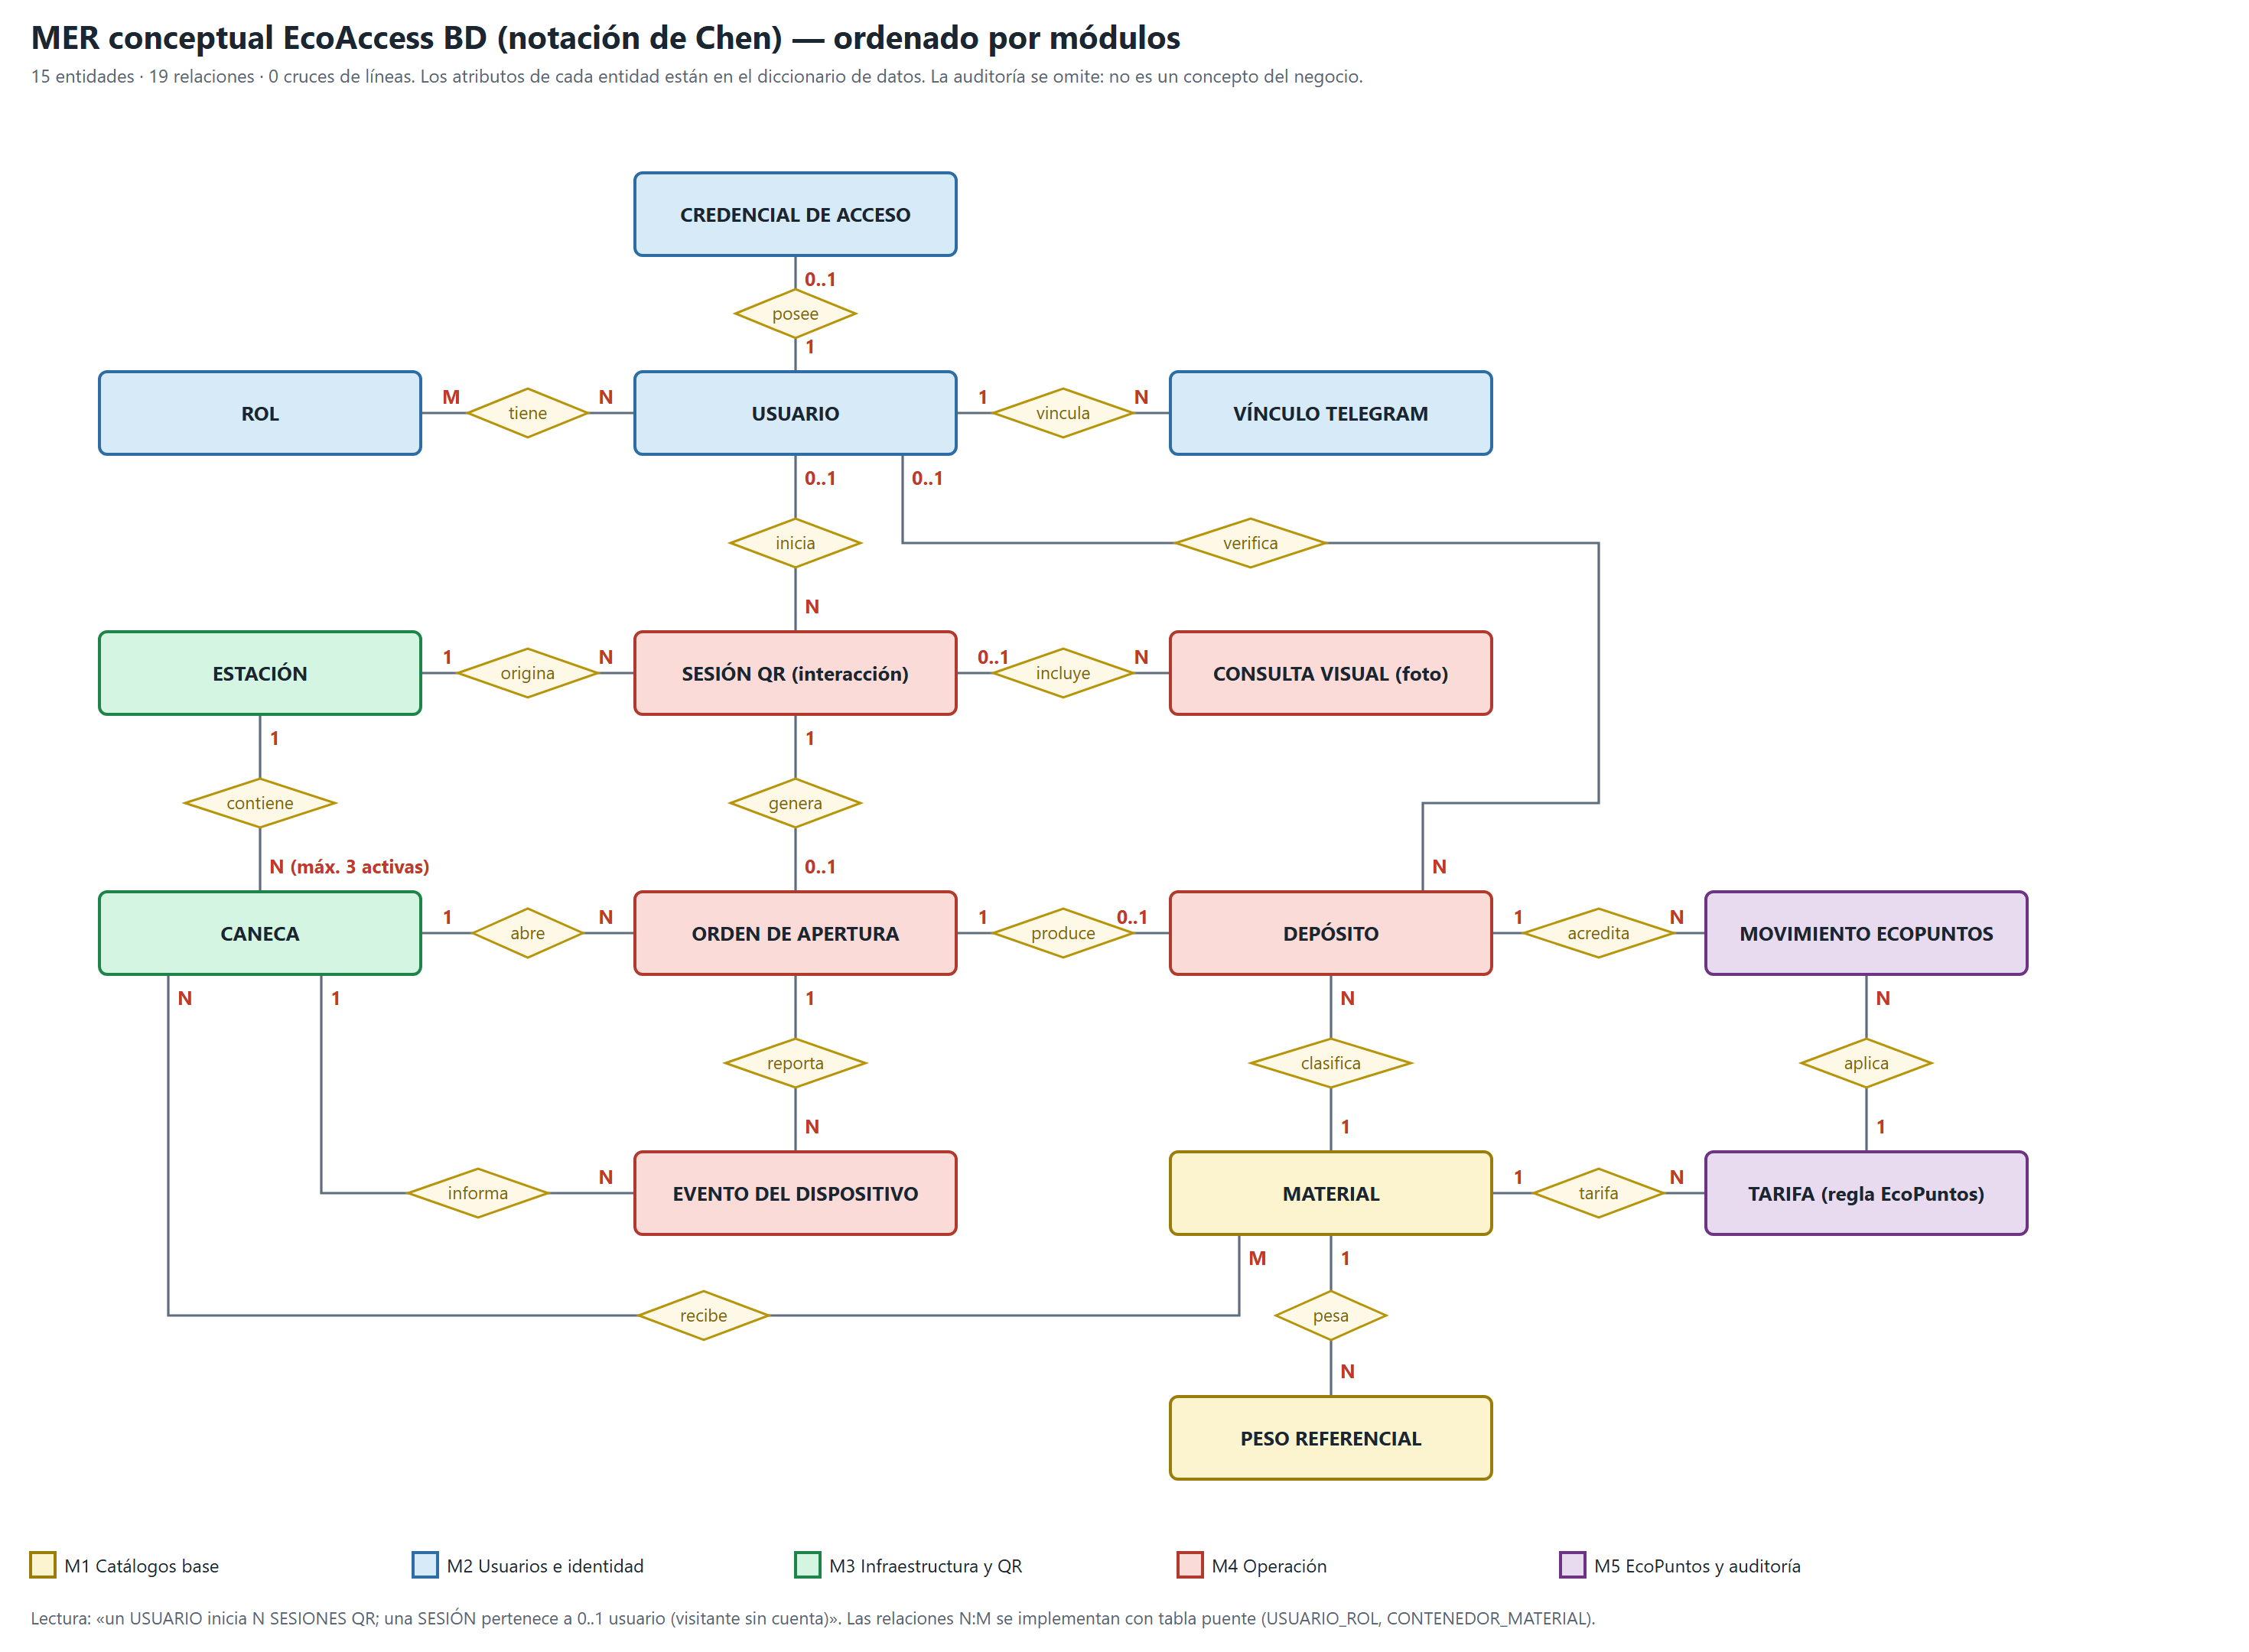 MER conceptual EcoAccess BD (notación de Chen) — ordenado por módulos
15 entidades · 19 relaciones · 0 cruces de líneas. Los atributos de cada entidad están en el diccionario de datos. La auditoría se omite: no es un concepto del negocio.
CREDENCIAL DE ACCESO
0..1
posee
1
ROL
M
tiene
N
USUARIO
1
vincula
N
VÍNCULO TELEGRAM
0..1
0..1
inicia
verifica
N
ESTACIÓN
1
origina
N
SESIÓN QR (interacción)
0..1
incluye
N
CONSULTA VISUAL (foto)
1
1
contiene
genera
N (máx. 3 activas)
0..1
N
CANECA
1
abre
N
ORDEN DE APERTURA
1
produce
0..1
DEPÓSITO
1
acredita
N
MOVIMIENTO ECOPUNTOS
N
1
1
N
N
reporta
clasifica
aplica
N
1
1
informa
N
EVENTO DEL DISPOSITIVO
MATERIAL
1
tarifa
N
TARIFA (regla EcoPuntos)
M
1
recibe
pesa
N
PESO REFERENCIAL
M1 Catálogos base
M2 Usuarios e identidad
M3 Infraestructura y QR
M4 Operación
M5 EcoPuntos y auditoría
Lectura: «un USUARIO inicia N SESIONES QR; una SESIÓN pertenece a 0..1 usuario (visitante sin cuenta)». Las relaciones N:M se implementan con tabla puente (USUARIO_ROL, CONTENEDOR_MATERIAL).